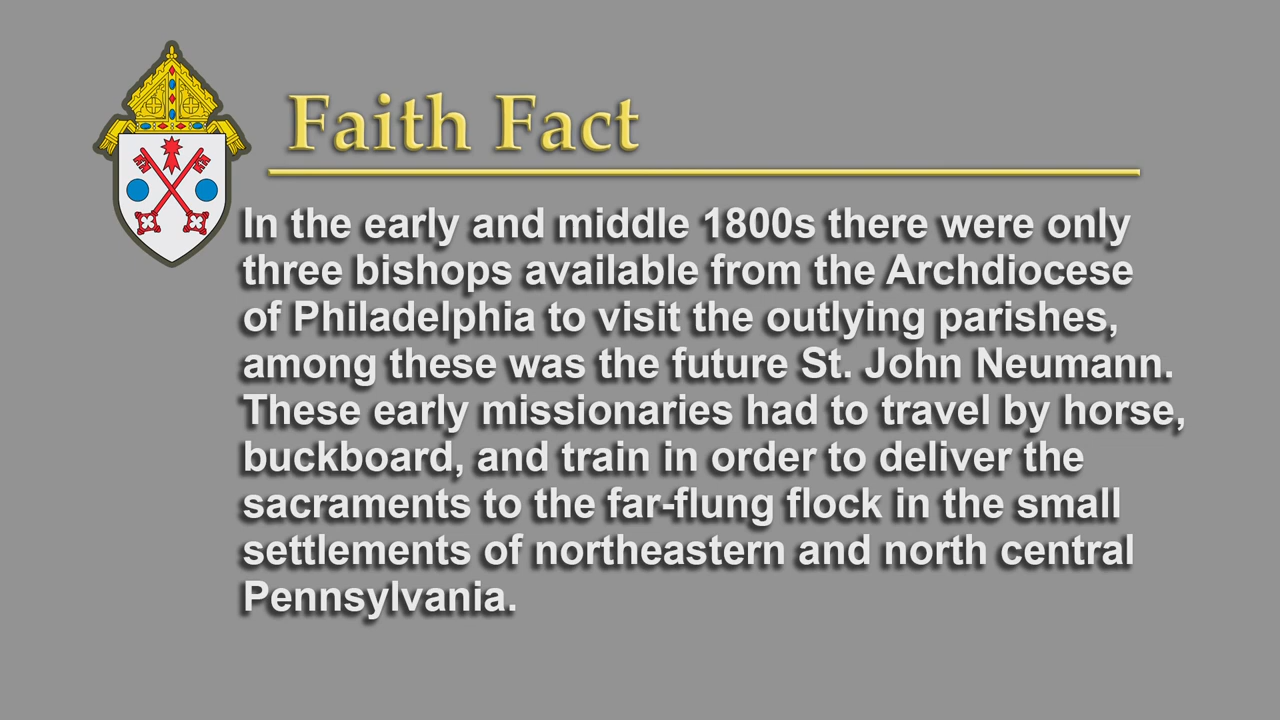 Faith Fact
In the early and middle 1800s there were only
three bishops available from the Archdiocese
of Philadelphia to visit the outlying parishes,
among these was the future St. John Neumann.
These early missionaries had to travel by horse,
buckboard, and train in order to deliver the
sacraments to the far-flung flock in the small
settlements of northeastern and north central
Pennsylvania.